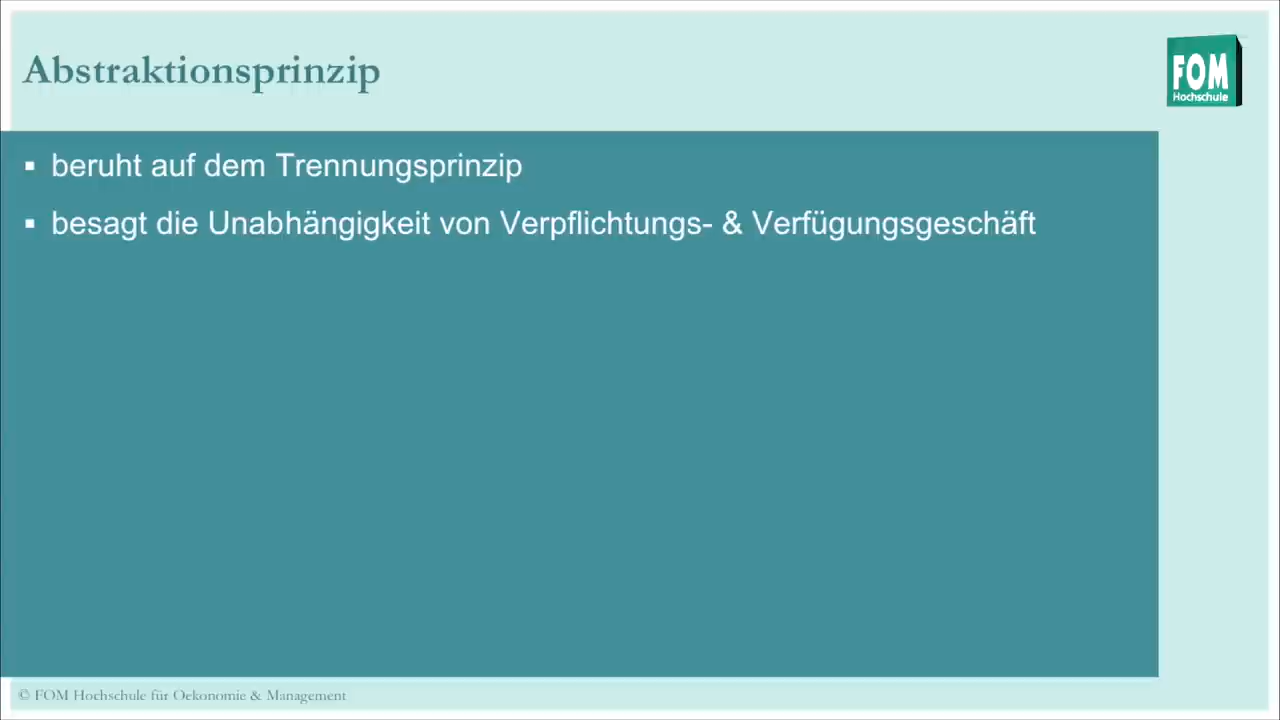 Abstraktionsprinzip
FOM
Hochschule
▪ beruht auf dem Trennungsprinzip
▪ besagt die Unabhängigkeit von Verpflichtungs- & Verfügungsgeschäft
© FOM Hochschule für Oekonomie & Management